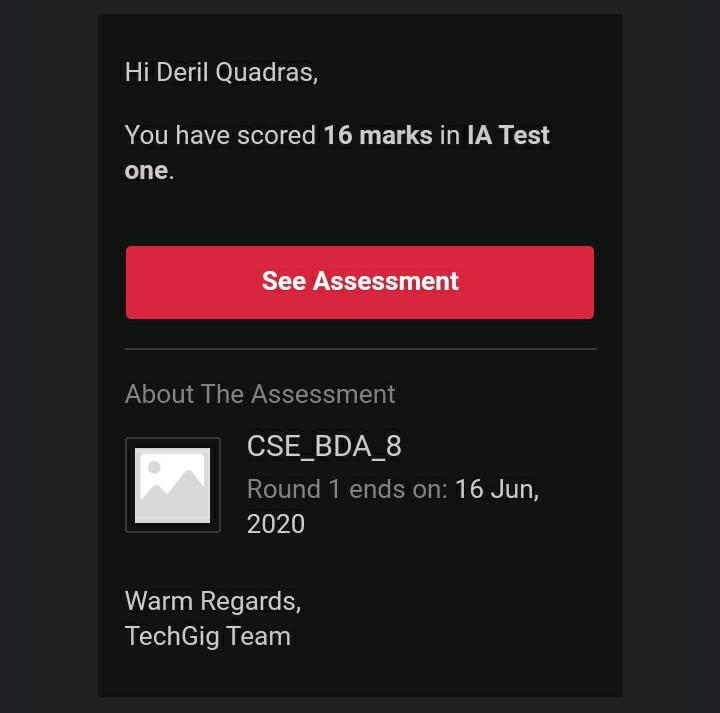 Hi Deril Quadras,
You have scored 16 marks in IA Test
one.
See Assessment
About The Assessment
CSE_BDA_8
Round 1 ends on: 16 Jun,
2020
Warm Regards,
TechGig Team